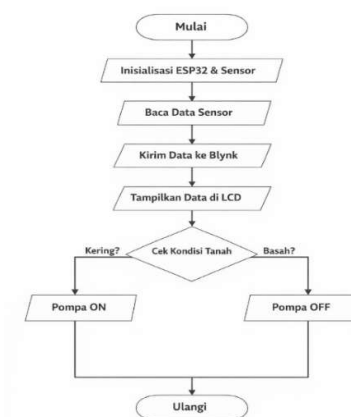 Mulai
Inisialisasi ESP32 & Sensor
Baca Data Sensor
Kirim Data ke Blynk
Tampilkan Data di LCD
Kering?
Cek Kondisi Tanah
Basah?
Pompa ON
Pompa OFF
Ulangi